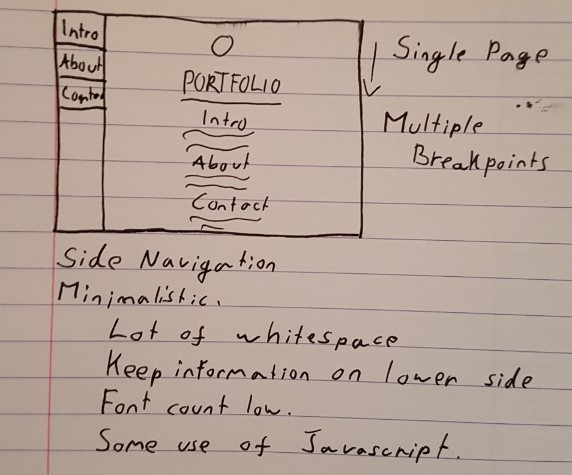 Intro
About
Contact
PORTFOLIO
Intro
About
Contact
Single Page
Multiple
Breakpoints
Side Navigation
Minimalistic.
Lot of whitespace
Keep information on lower side
Font count low.
Some use of Javascript.